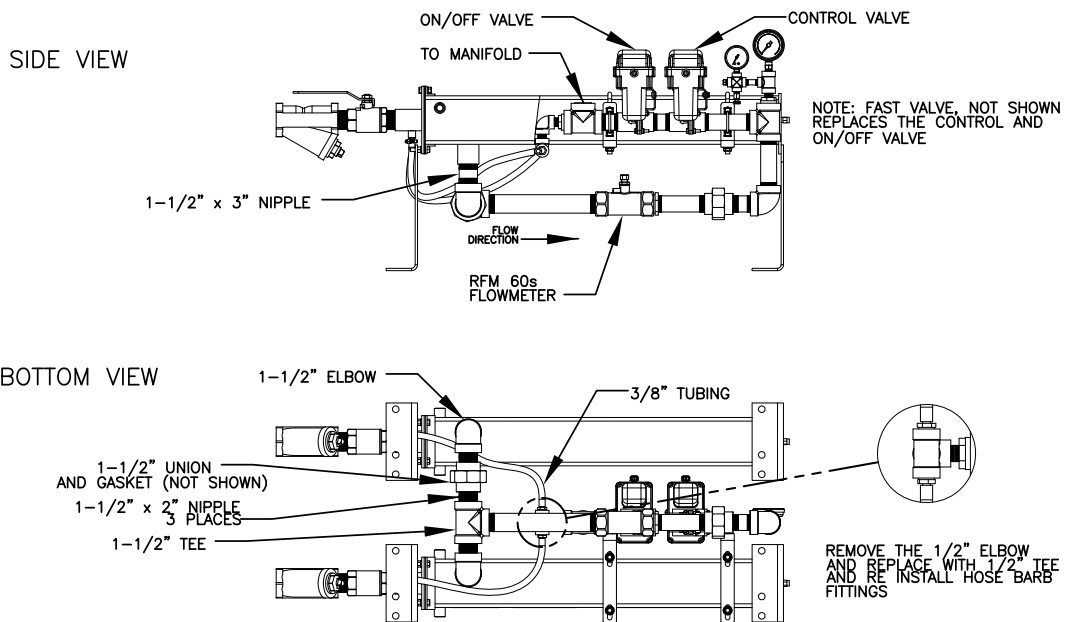 SIDE VIEW
ON/OFF VALVE
CONTROL VALVE
TO MANIFOLD
NOTE: FAST VALVE, NOT SHOWN
REPLACES THE CONTROL AND
ON/OFF VALVE
1-1/2" x 3" NIPPLE
FLOW
DIRECTION
RFM 60s
FLOWMETER
BOTTOM VIEW
1-1/2" ELBOW
3/8" TUBING
1-1/2" UNION
AND GASKET (NOT SHOWN)
1-1/2" x 2" NIPPLE
3 PLACES
1-1/2" TEE
REMOVE THE 1/2" ELBOW
AND REPLACE WITH 1/2" TEE
AND RE INSTALL HOSE BARB
FITTINGS